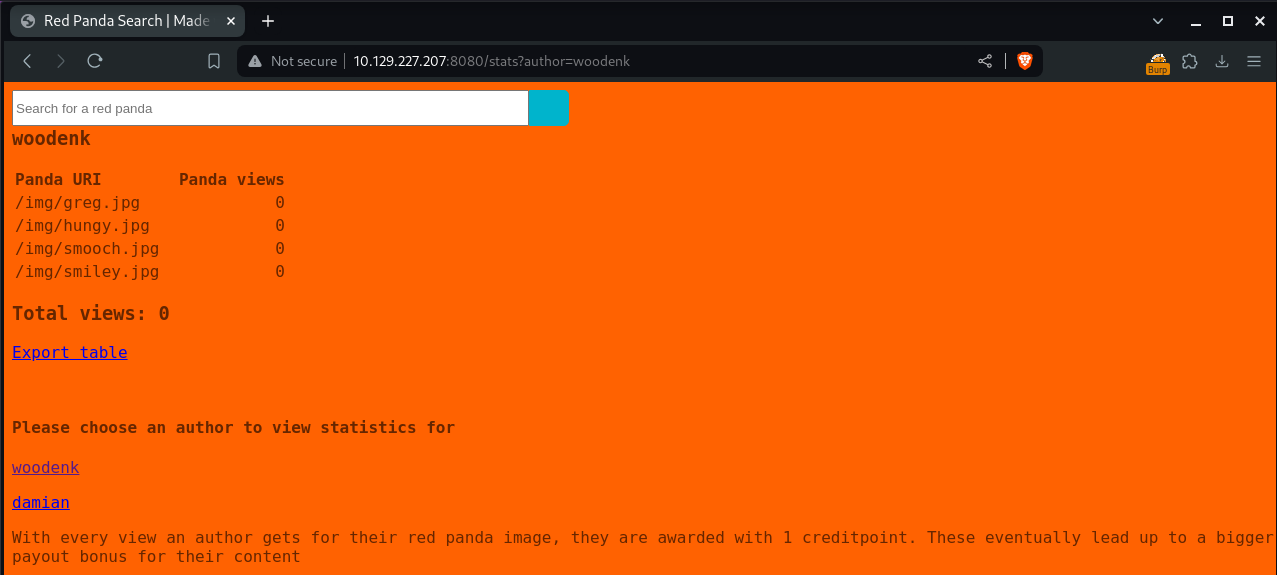 Red Panda Search | Made
Not secure 10.129.227.207:8080/stats?author=woodenk
Burp
Search for a red panda
woodenk
Panda URI Panda views
/img/greg.jpg 0
/img/hungy.jpg 0
/img/smooch.jpg 0
/img/smiley.jpg 0
Total views: 0
Export table
Please choose an author to view statistics for
woodenk
damian
With every view an author gets for their red panda image, they are awarded with 1 creditpoint. These eventually lead up to a bigger
payout bonus for their content